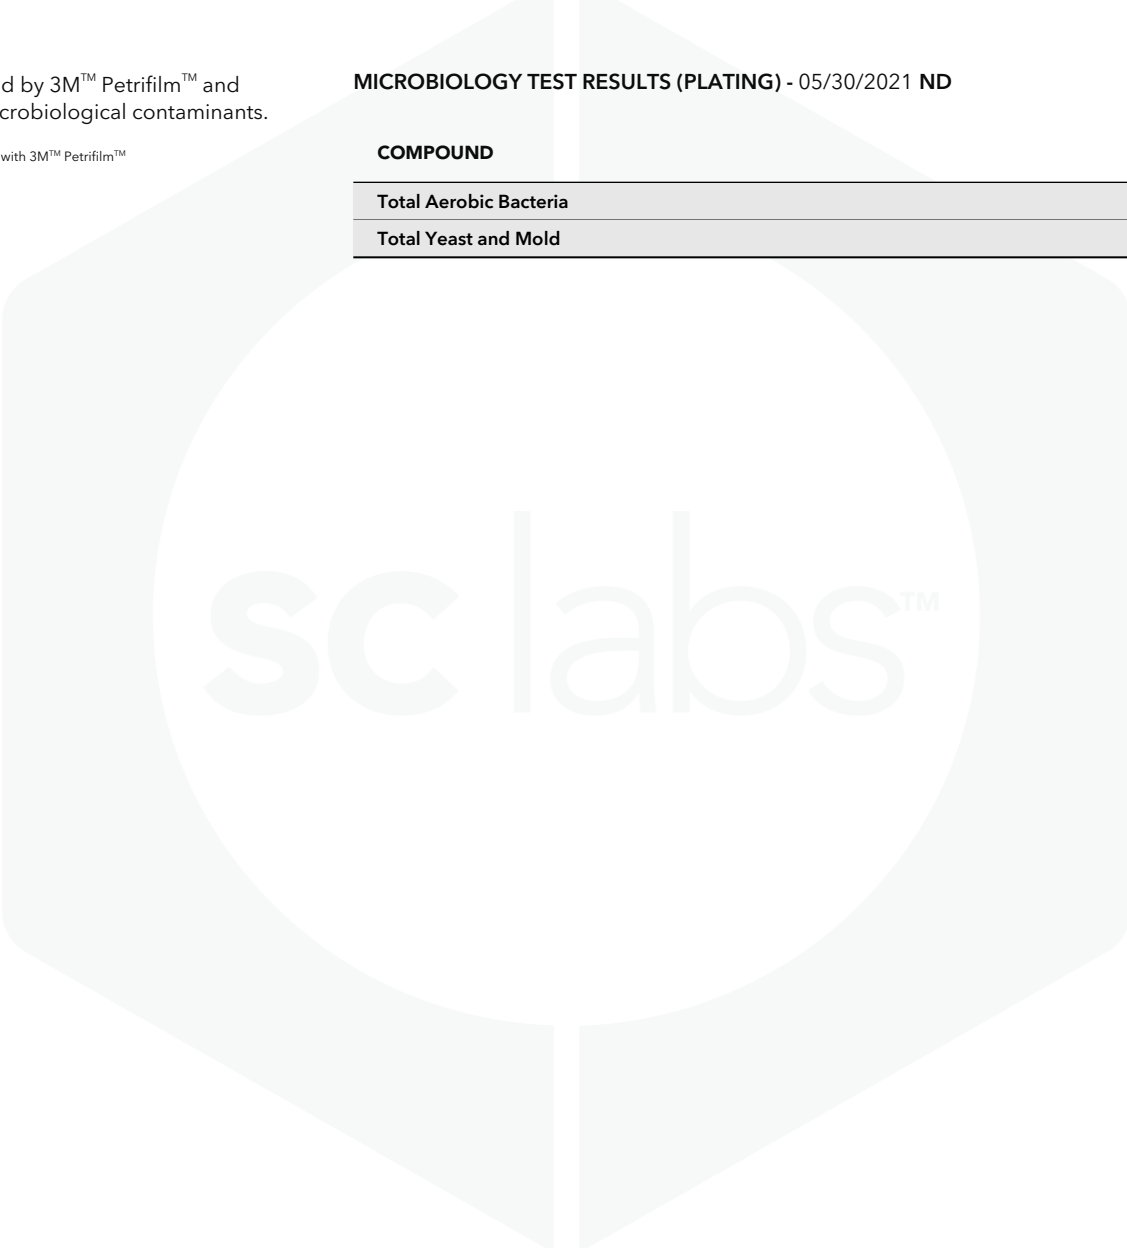 d by 3M™ Petrifilm™ and
crobiological contaminants.
with 3M™ Petrifilm™
MICROBIOLOGY TEST RESULTS (PLATING) - 05/30/2021 ND
COMPOUND
Total Aerobic Bacteria
Total Yeast and Mold
sc labs™